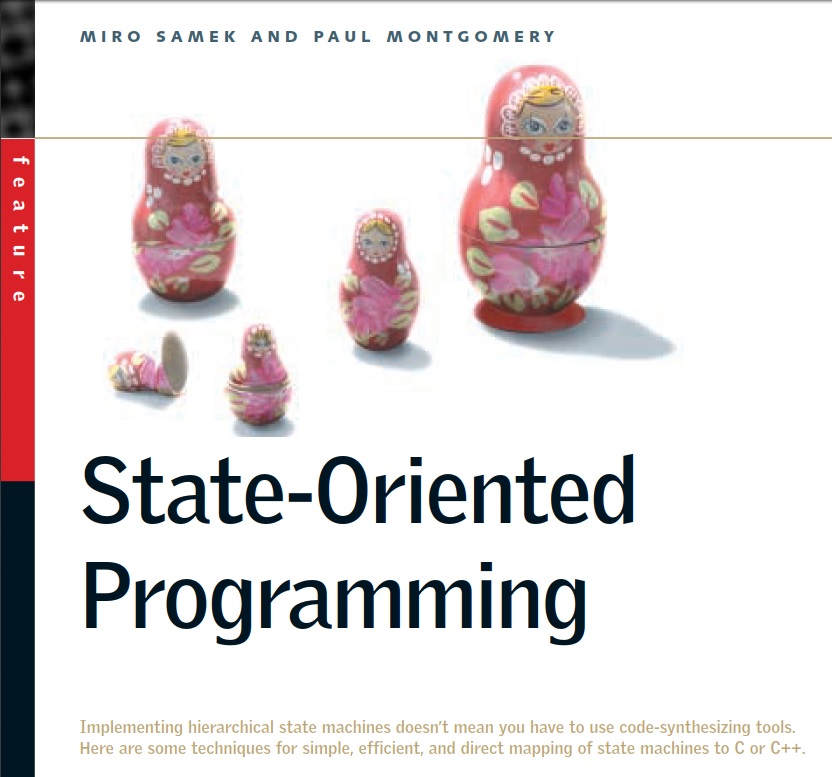 MIRO SAMEK AND PAUL MONTGOMERY
feature
State-Oriented
Programming
Implementing hierarchical state machines doesn't mean you have to use code-synthesizing tools.
Here are some techniques for simple, efficient, and direct mapping of state machines to C or C++.